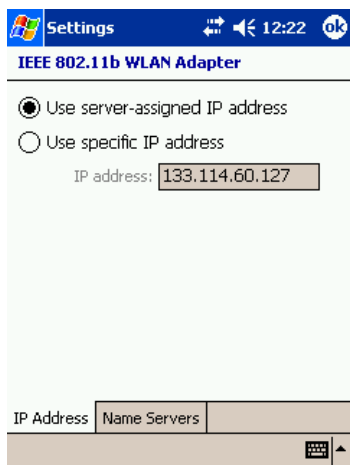 Settings 12:22 ok
IEEE 802.11b WLAN Adapter
Use server-assigned IP address
Use specific IP address
IP address: 133.114.60.127
IP Address Name Servers